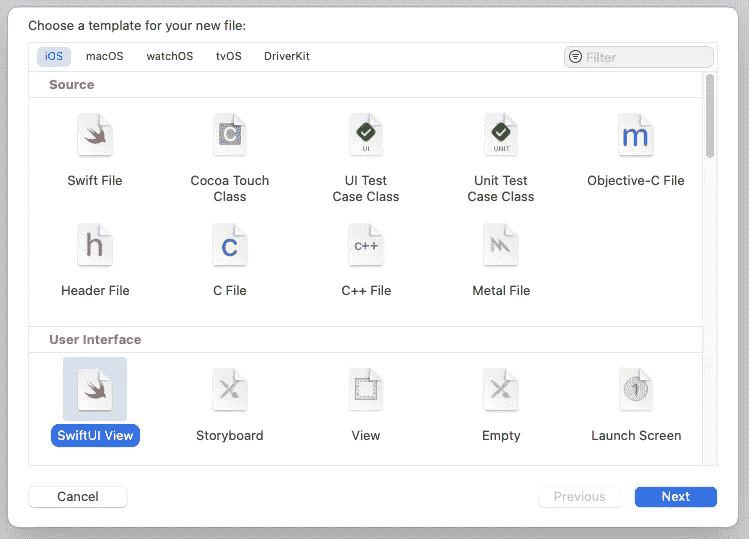 Choose a template for your new file:
iOS macOS watchOS tvOS DriverKit Filter
Source
Swift File Cocoa Touch Class UI UI Test Case Class UNIT Unit Test Case Class m Objective-C File
C
h Header File C C File C++ C++ File Metal File
User Interface
SwiftUI View Storyboard View Empty 1 Launch Screen
Cancel Previous Next